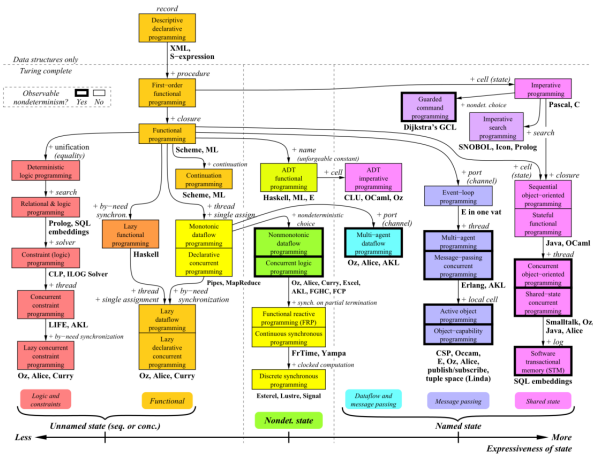 record
Descriptive
declarative
programming
XML,
S-expression
Data structures only
Turing complete
+ procedure
Observable
nondeterminism?
Yes
No
First-order
functional
programming
+ cell (state)
Imperative
programming
Pascal, C
Guarded
command
programming
+ nondet. choice
Dijkstra's GCL
Imperative
search
programming
+ search
SNOBOL, Icon, Prolog
+ closure
Functional
programming
Scheme, ML
+ unification
(equality)
Deterministic
logic programming
+ search
Relational & logic
programming
Prolog, SQL
embeddings
+ solver
Constraint (logic)
programming
CLP, ILOG Solver
+ thread
Concurrent
constraint
programming
LIFE, AKL
+ by-need synchronization
Lazy concurrent
constraint
programming
Oz, Alice, Curry
+ continuation
Continuation
programming
Scheme, ML
+ by-need
synchron.
Lazy
functional
programming
Haskell
+ thread
+ single assignment
+ thread
+ single assign.
Monotonic
dataflow
programming
Declarative
concurrent
programming
Pipes, MapReduce
+ by-need
synchronization
Lazy
dataflow
programming
Lazy
declarative
concurrent
programming
Oz, Alice, Curry
+ name
(unforgeable constant)
ADT
functional
programming
Haskell, ML, E
+ cell
ADT
imperative
programming
CLU, OCaml, Oz
+ nondeterministic
choice
Nonmonotonic
dataflow
programming
Concurrent logic
programming
Oz, Alice, Curry, Excel,
AKL, FGHC, FCP
+ synch. on partial termination
Functional reactive
programming (FRP)
Continuous synchronous
programming
FrTime, Yampa
+ clocked computation
Discrete synchronous
programming
Esterel, Lustre, Signal
+ port
(channel)
Multi-agent
dataflow
programming
Oz, Alice, AKL
+ port
(channel)
Event-loop
programming
E in one vat
+ thread
Multi-agent
programming
Message-passing
concurrent
programming
Erlang, AKL
+ local cell
Active object
programming
Object-capability
programming
CSP, Occam,
E, Oz, Alice,
publish/subscribe,
tuple space (Linda)
+ cell
(state)
+ closure
Sequential
object-oriented
programming
Stateful
functional
programming
Java, OCaml
+ thread
Concurrent
object-oriented
programming
Shared-state
concurrent
programming
Smalltalk, Oz
Java, Alice
+ log
Software
transactional
memory (STM)
SQL embeddings
Logic and
constraints
Functional
Dataflow and
message passing
Message passing
Shared state
Unnamed state (seq. or conc.)
Nondet. state
Named state
Less
More
Expressiveness of state